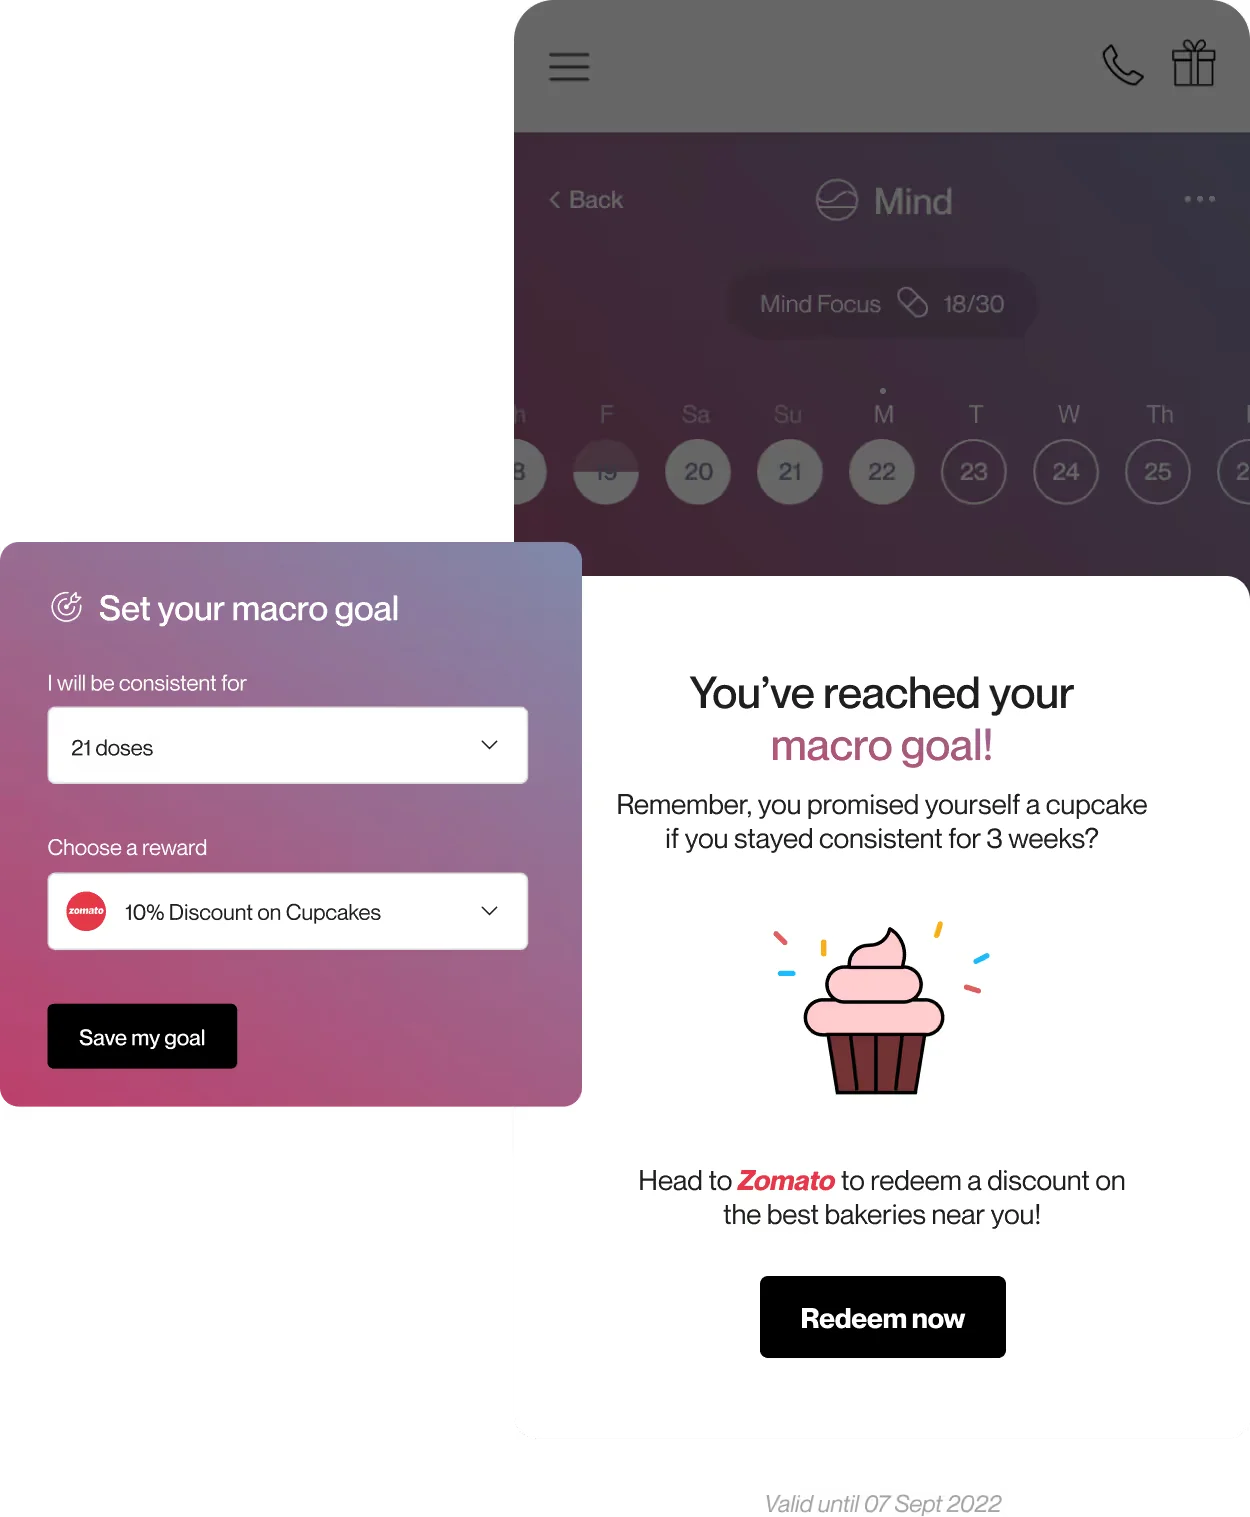 Back
Mind
Mind Focus 18/30
h F Sa Su M T W Th
8 19 20 21 22 23 24 25 2
Set your macro goal
I will be consistent for
21 doses
Choose a reward
zomato 10% Discount on Cupcakes
Save my goal
You've reached your
macro goal!
Remember, you promised yourself a cupcake
if you stayed consistent for 3 weeks?
Head to Zomato to redeem a discount on
the best bakeries near you!
Redeem now
Valid until 07 Sept 2022